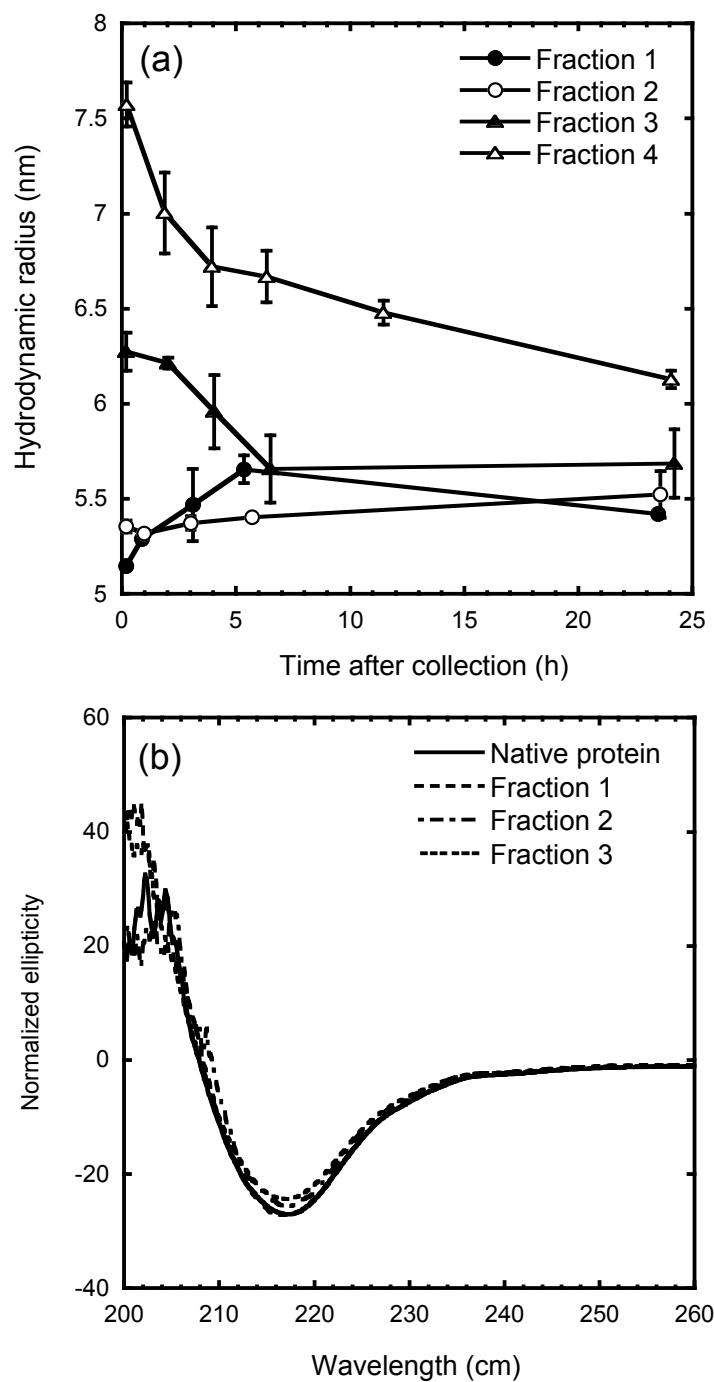 8
(a)
Fraction 1
Fraction 2
Fraction 3
Fraction 4
7.5
7
6.5
6
5.5
5
Hydrodynamic radius (nm)
0 5 10 15 20 25
Time after collection (h)
60
(b)
Native protein
Fraction 1
Fraction 2
Fraction 3
40
20
0
-20
-40
Normalized ellipticity
200 210 220 230 240 250 260
Wavelength (cm)